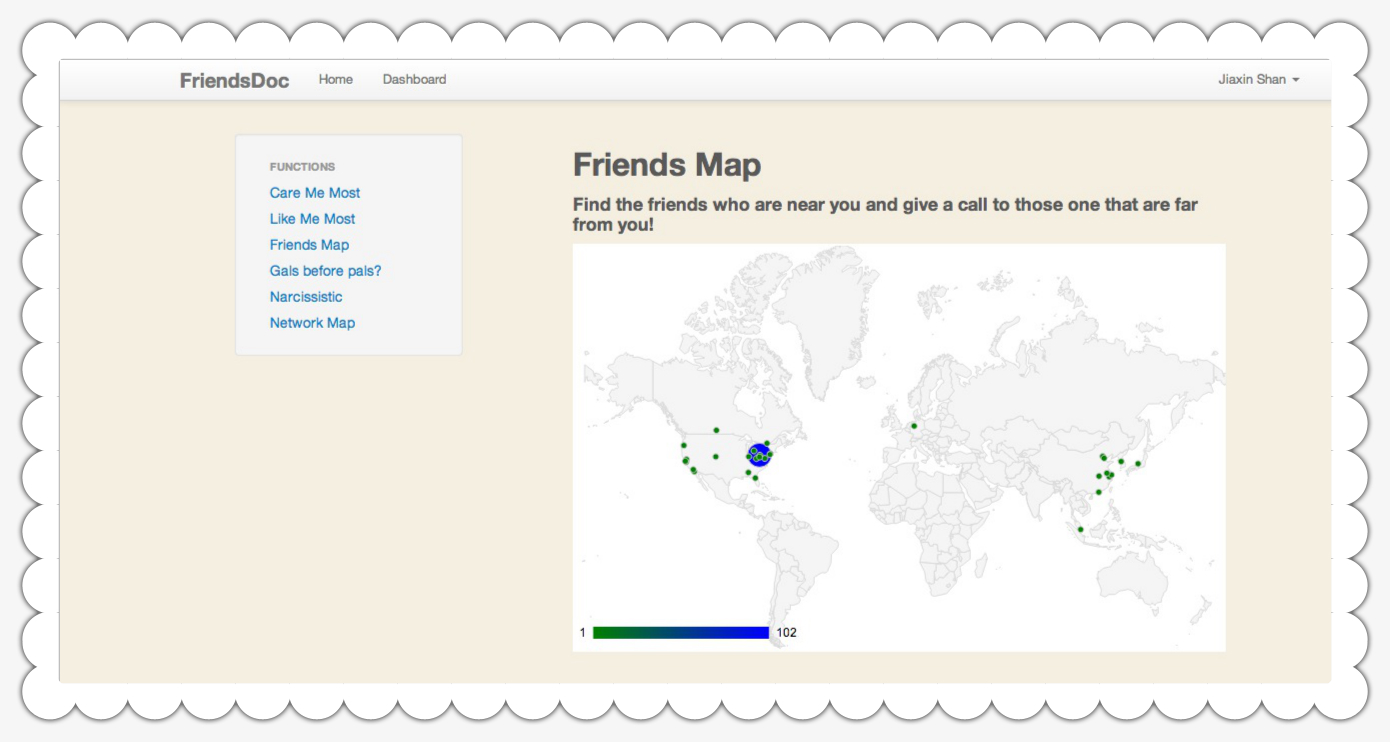 FriendsDoc Home Dashboard Jiaxin Shan
FUNCTIONS
Care Me Most
Like Me Most
Friends Map
Gals before pals?
Narcissistic
Network Map
Friends Map
Find the friends who are near you and give a call to those one that are far
from you!
1 102